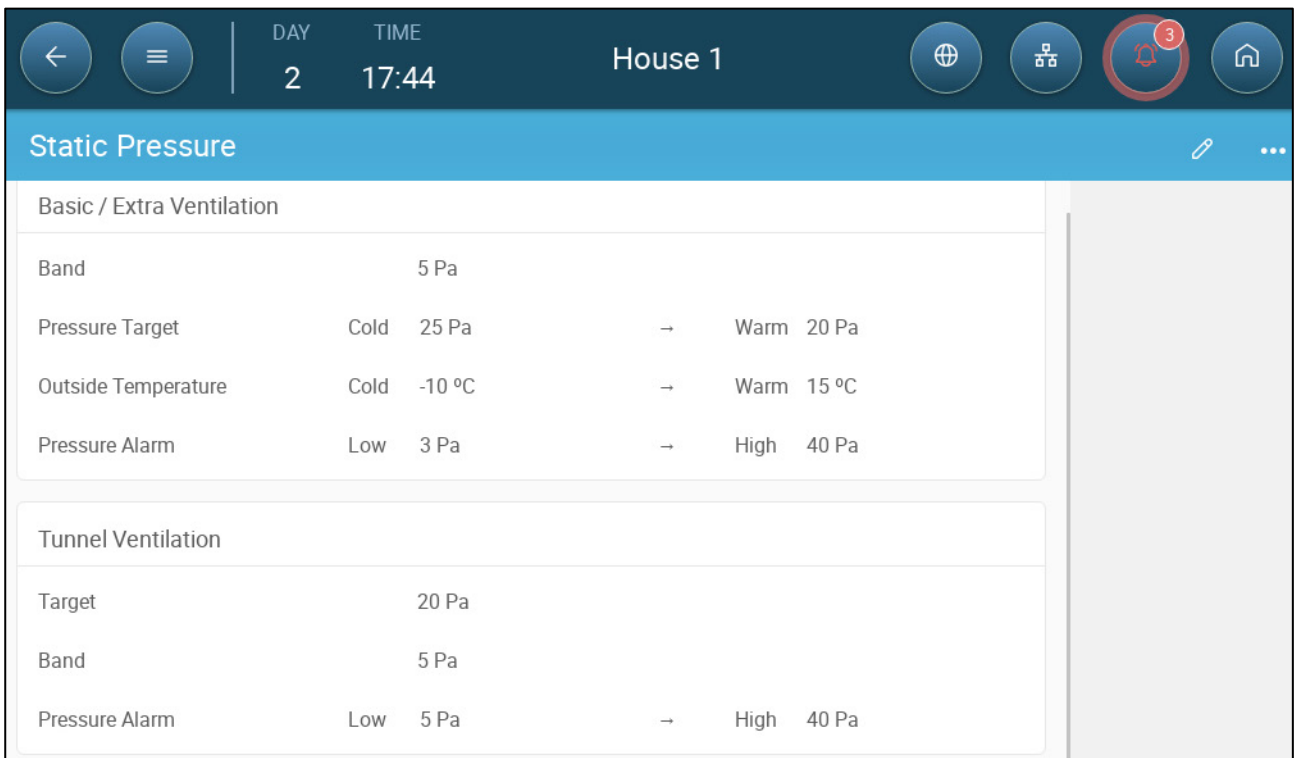 DAY TIME
2 17:44 House 1 3
Static Pressure
Basic / Extra Ventilation
Band 5 Pa
Pressure Target Cold 25 Pa → Warm 20 Pa
Outside Temperature Cold -10 ºC → Warm 15 ºC
Pressure Alarm Low 3 Pa → High 40 Pa
Tunnel Ventilation
Target 20 Pa
Band 5 Pa
Pressure Alarm Low 5 Pa → High 40 Pa